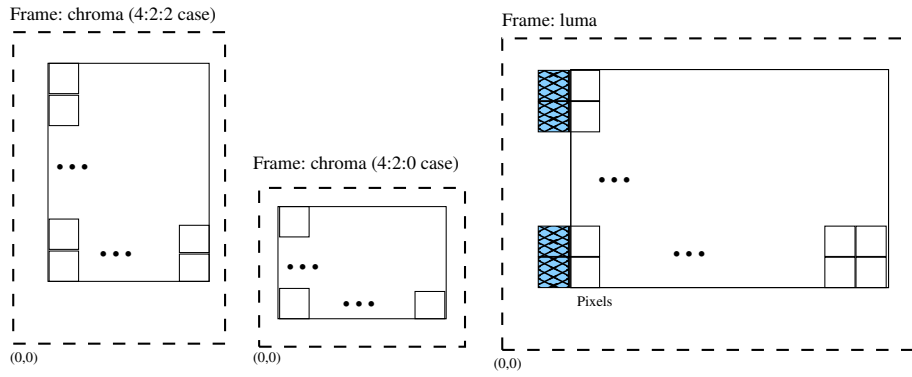 Frame: chroma (4:2:2 case)
Frame: luma
Frame: chroma (4:2:0 case)
Pixels
(0,0)
(0,0)
(0,0)